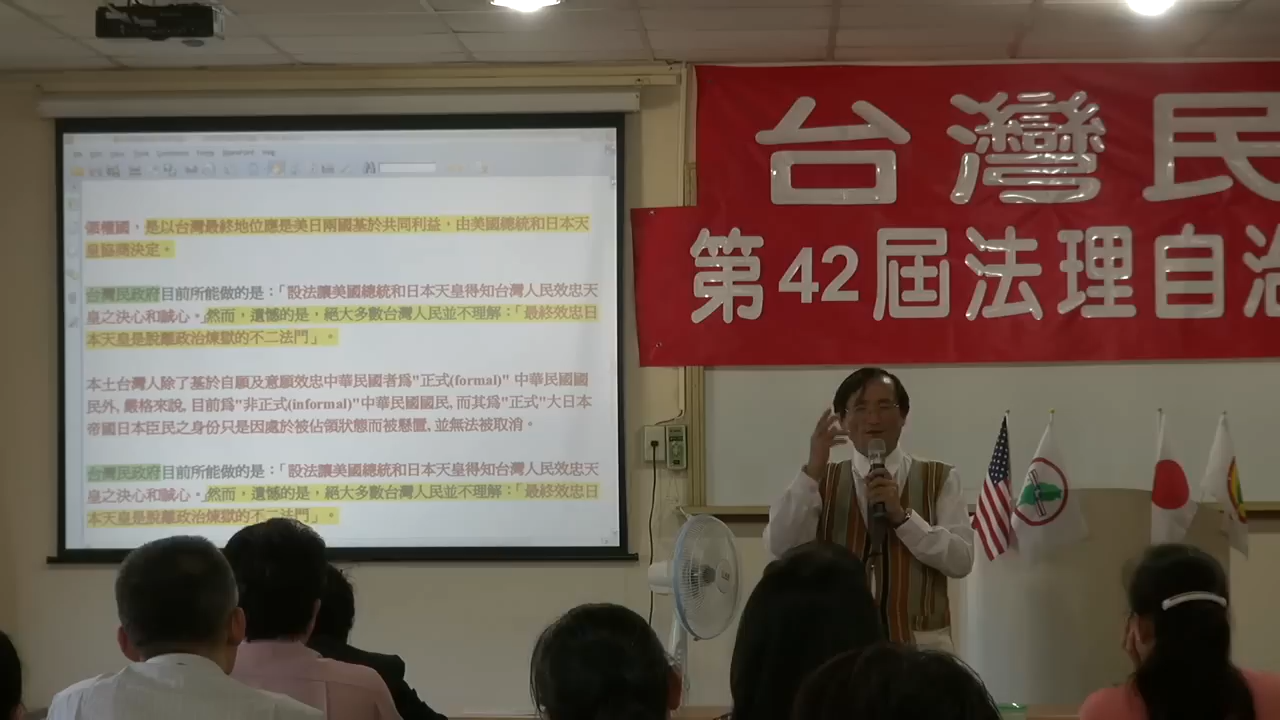 台灣民
第42屆法理自治
領權國，是以台灣最終地位應是美日兩國基於共同利益，由美國總統和日本天
皇協商決定。
台灣民政府目前所能做的是：「設法讓美國總統和日本天皇得知台灣人民效忠天
皇之決心和誠心。」然而，遺憾的是，絕大多數台灣人民並不理解：「最終效忠日
本天皇是脫離政治煉獄的不二法門」。
本土台灣人除了基於自願及意願效忠中華民國者爲"正式(formal)" 中華民國國
民外, 嚴格來說, 目前爲"非正式(informal)"中華民國國民, 而其爲"正式"大日本
帝國日本臣民之身份只是因處於被佔領狀態而被懸置, 並無法被取消。
台灣民政府目前所能做的是：「設法讓美國總統和日本天皇得知台灣人民效忠天
皇之決心和誠心。」然而，遺憾的是，絕大多數台灣人民並不理解：「最終效忠日
本天皇是脫離政治煉獄的不二法門」。